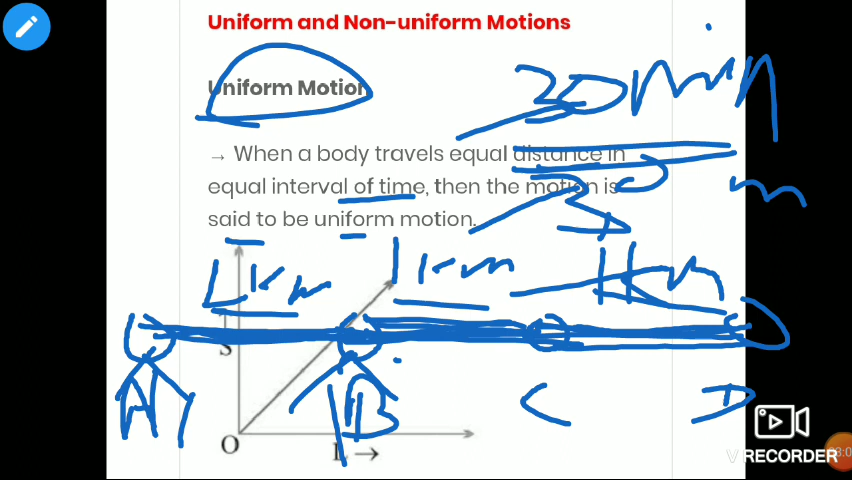 Uniform and Non-uniform Motions
Uniform Motion
30 min
→ When a body travels equal distance in
equal interval of time, then the motion is
said to be uniform motion.
30 m
1 km 1 km 1 km
S
A B C D
O L →
V RECORDER